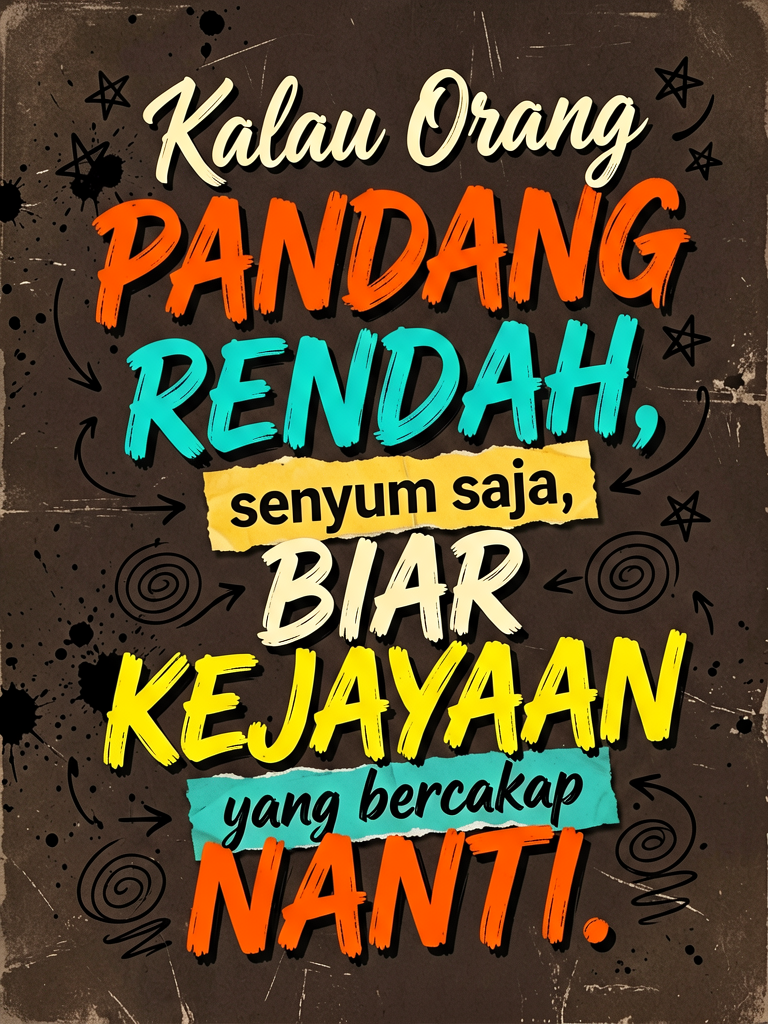 Kalau Orang
PANDANG
RENDAH,
senyum saja,
BIAR
KEJAYAAN
yang bercakap
NANTI.